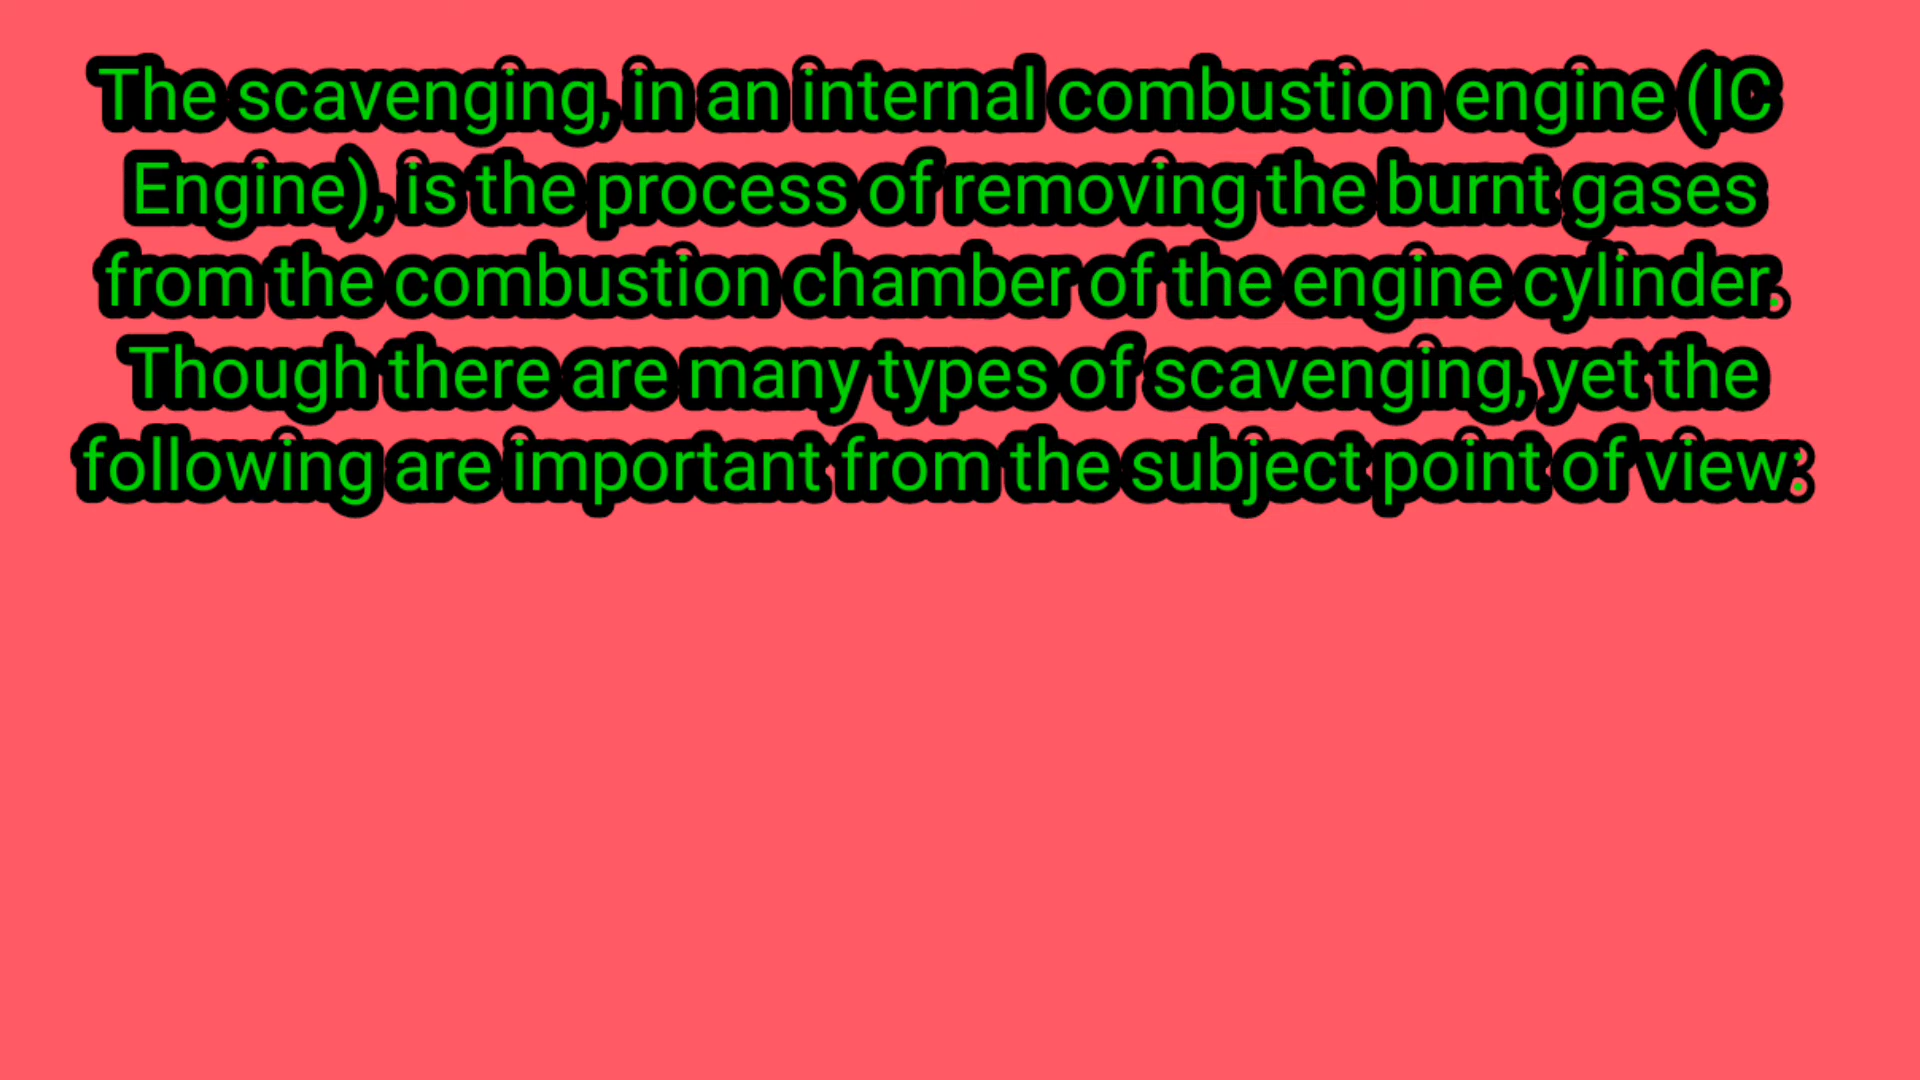 The scavenging, in an internal combustion engine (IC
Engine), is the process of removing the burnt gases
from the combustion chamber of the engine cylinder.
Though there are many types of scavenging, yet the
following are important from the subject point of view: